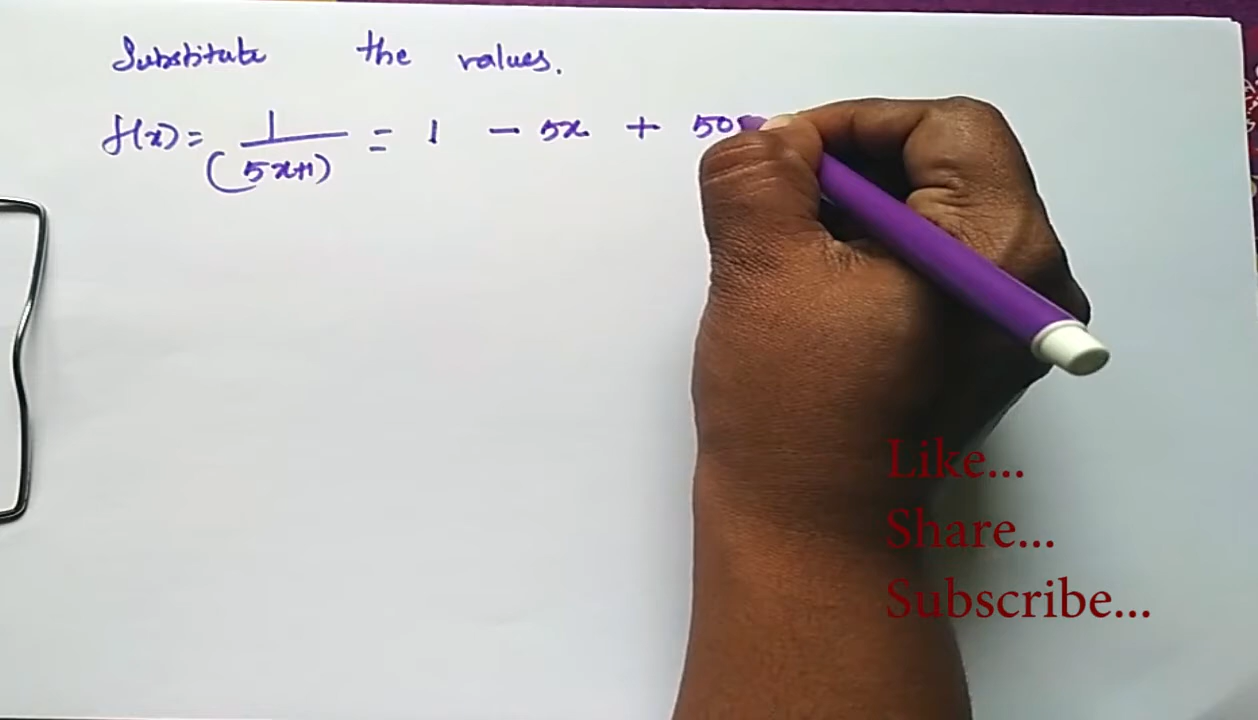 Substitute the values.
f(x) = 1/(5x+1) = 1 - 5x + 50
Like...
Share...
Subscribe...